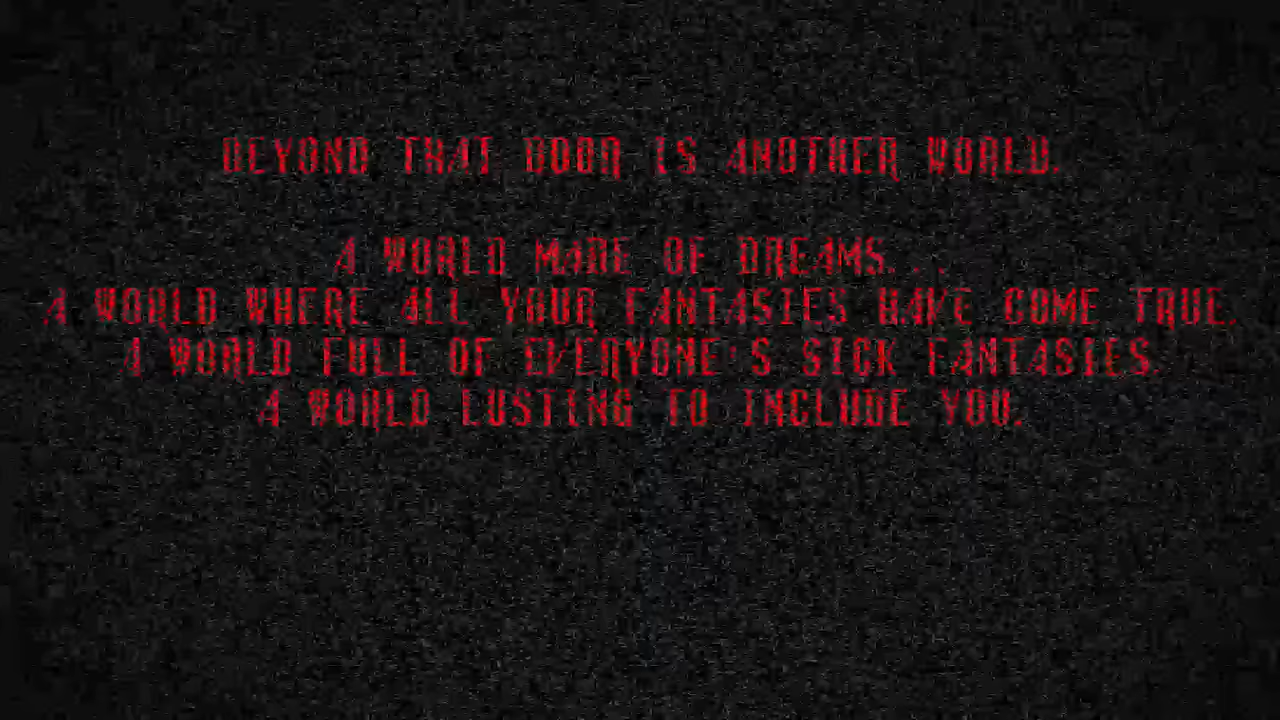 BEYOND THAT DOOR IS ANOTHER WORLD.
A WORLD MADE OF DREAMS...
A WORLD WHERE ALL YOUR FANTASIES HAVE COME TRUE.
A WORLD FULL OF EVERYONE'S SICK FANTASIES.
A WORLD LUSTING TO INCLUDE YOU.